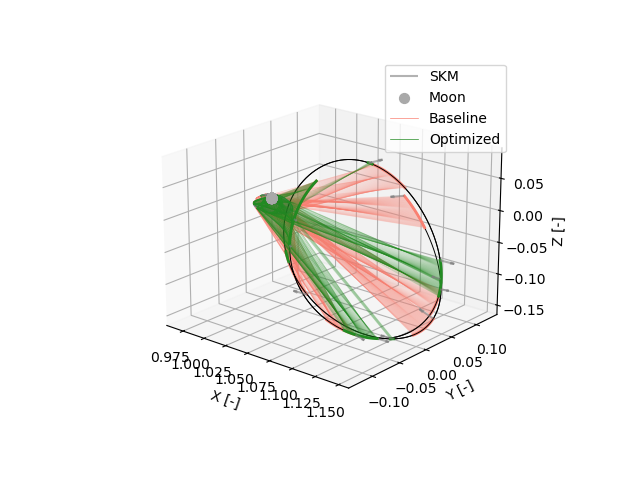 SKM
Moon
Baseline
Optimized
0.05
0.00
−0.05
−0.10
−0.15
Z [-]
0.10
0.05
0.00
−0.05
−0.10
Y [-]
0.975
1.000
1.025
1.050
1.075
1.100
1.125
1.150
X [-]